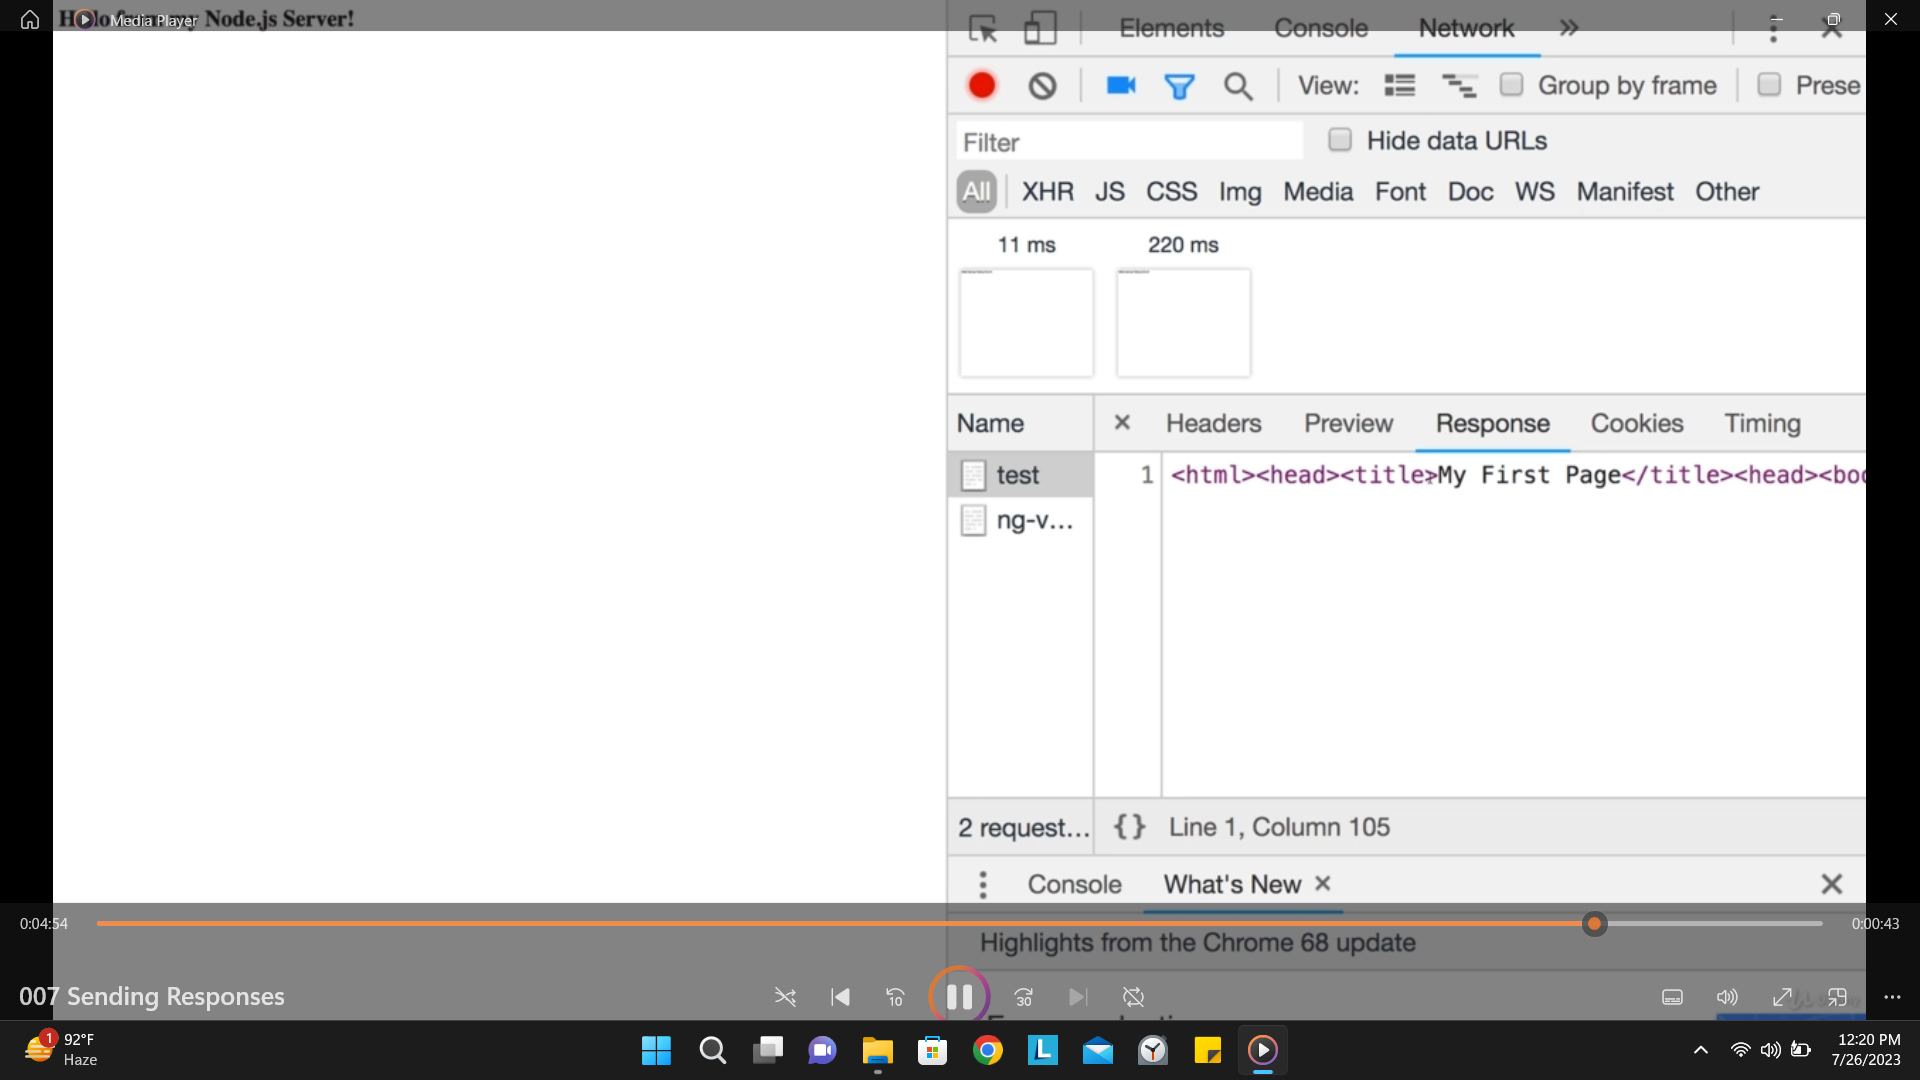 Media Player
Node.js Server!
Elements Console Network »
View: Group by frame Prese
Filter Hide data URLs
All XHR JS CSS Img Media Font Doc WS Manifest Other
11 ms 220 ms
Name × Headers Preview Response Cookies Timing
test 1 <html><head><title>My First Page</title><head><bo
ng-v...
2 request... {} Line 1, Column 105
Console What's New ×
0:04:54 0:00:43
Highlights from the Chrome 68 update
007 Sending Responses 10 30
1 92°F
Haze
L
12:20 PM
7/26/2023